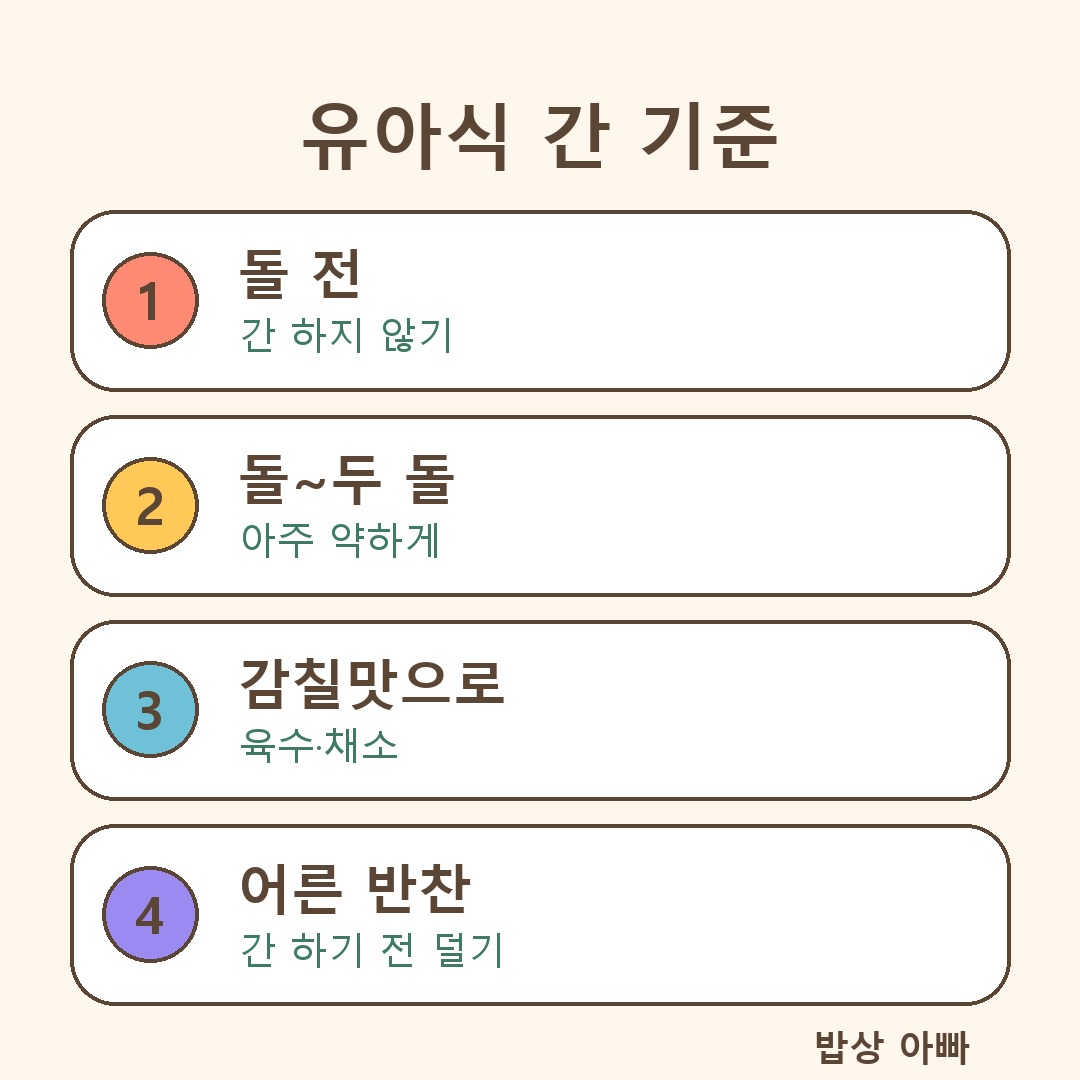 유아식 간 기준
1
돌 전
간 하지 않기
2
돌~두 돌
아주 약하게
3
감칠맛으로
육수·채소
4
어른 반찬
간 하기 전 덜기
밥상 아빠